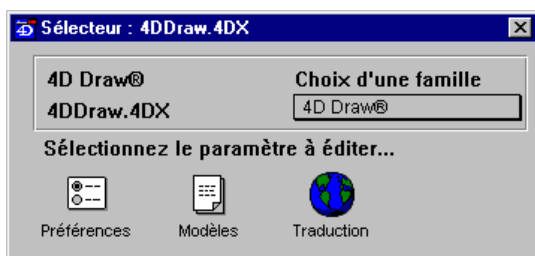 Sélecteur : 4DDraw.4DX
4D Draw® Choix d'une famille
4DDraw.4DX 4D Draw®
Sélectionnez le paramètre à éditer...
Préférences Modèles Traduction